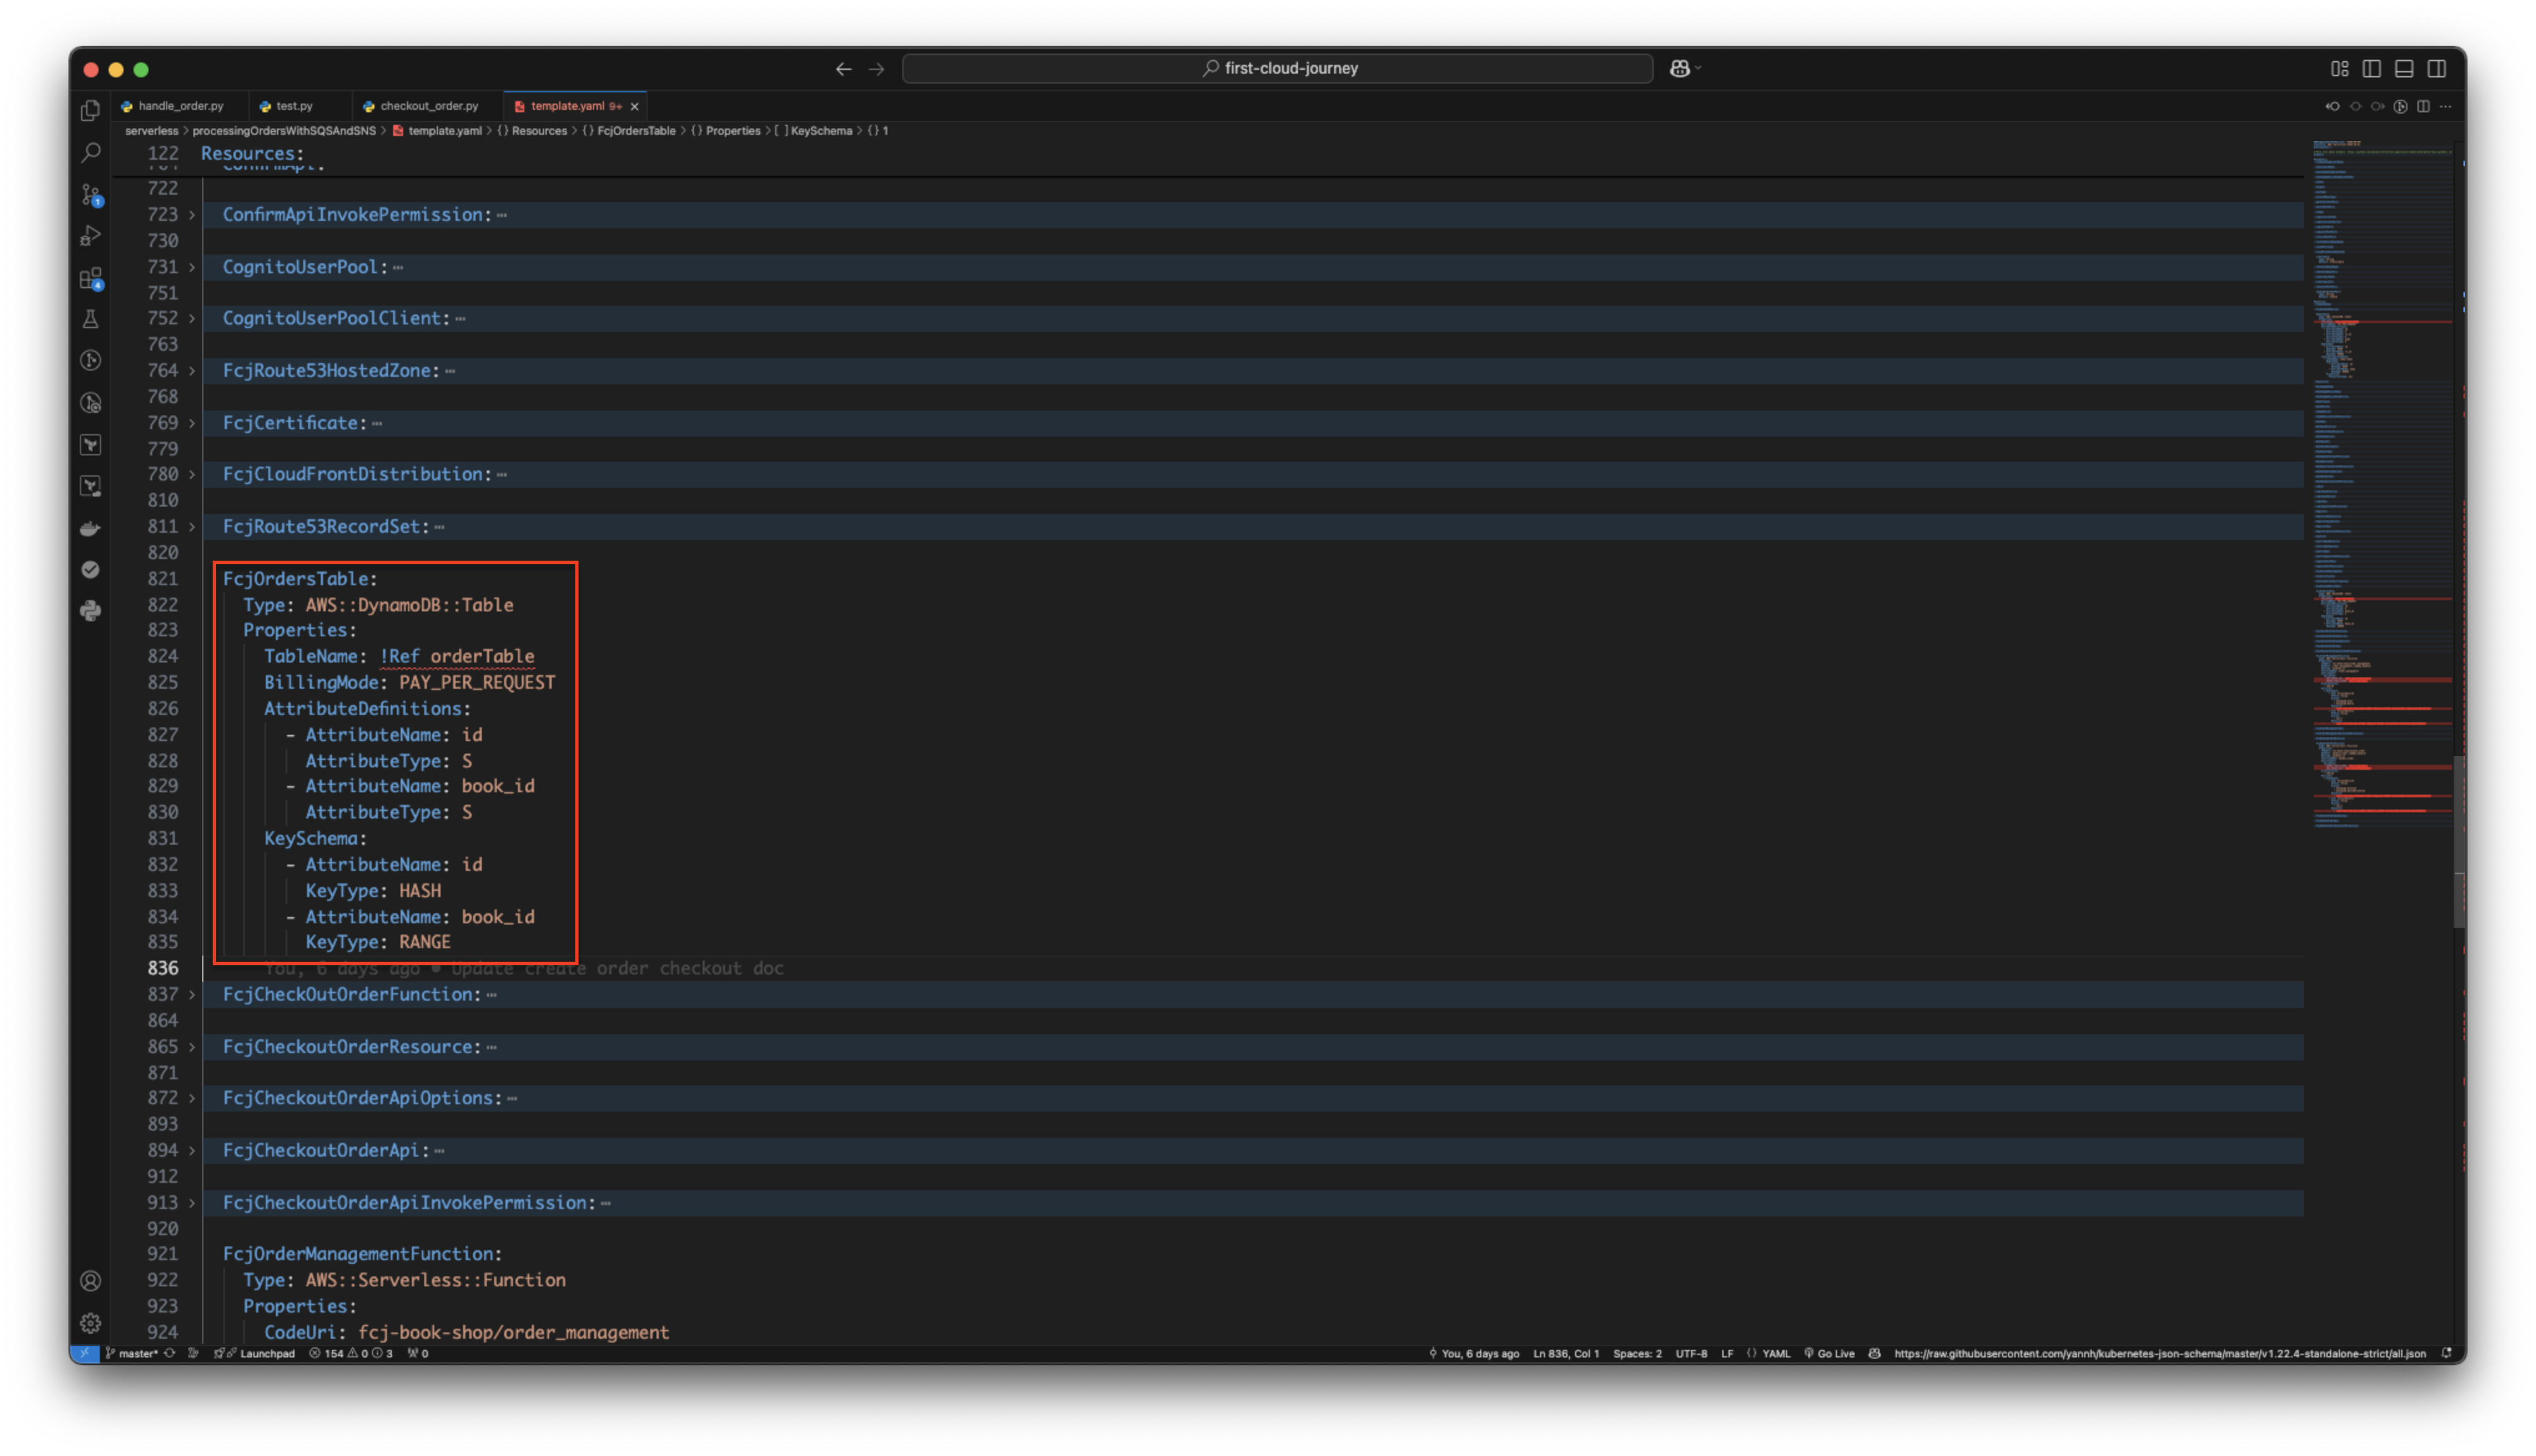 first-cloud-journey
handle_order.py
test.py
checkout_order.py
template.yaml 9+
serverless > processingOrdersWithSQSAndSNS > template.yaml > {} Resources > {} FcjOrdersTable > {} Properties > [ ] KeySchema > {} 1
122 Resources:
722
723 ConfirmApiInvokePermission: ⋯
730
731 CognitoUserPool: ⋯
751
752 CognitoUserPoolClient: ⋯
763
764 FcjRoute53HostedZone: ⋯
768
769 FcjCertificate: ⋯
779
780 FcjCloudFrontDistribution: ⋯
810
811 FcjRoute53RecordSet: ⋯
820
821 FcjOrdersTable:
822 Type: AWS::DynamoDB::Table
823 Properties:
824 TableName: !Ref orderTable
825 BillingMode: PAY_PER_REQUEST
826 AttributeDefinitions:
827 - AttributeName: id
828 AttributeType: S
829 - AttributeName: book_id
830 AttributeType: S
831 KeySchema:
832 - AttributeName: id
833 KeyType: HASH
834 - AttributeName: book_id
835 KeyType: RANGE
836 You, 6 days ago • Update create order checkout doc
837 FcjCheckOutOrderFunction: ⋯
864
865 FcjCheckoutOrderResource: ⋯
871
872 FcjCheckoutOrderApiOptions: ⋯
893
894 FcjCheckoutOrderApi: ⋯
912
913 FcjCheckoutOrderApiInvokePermission: ⋯
920
921 FcjOrderManagementFunction:
922 Type: AWS::Serverless::Function
923 Properties:
924 CodeUri: fcj-book-shop/order_management
master* Launchpad 154 0 3 0 You, 6 days ago Ln 836, Col 1 Spaces: 2 UTF-8 LF {} YAML Go Live https://raw.githubusercontent.com/yannh/kubernetes-json-schema/master/v1.22.4-standalone-strict/all.json